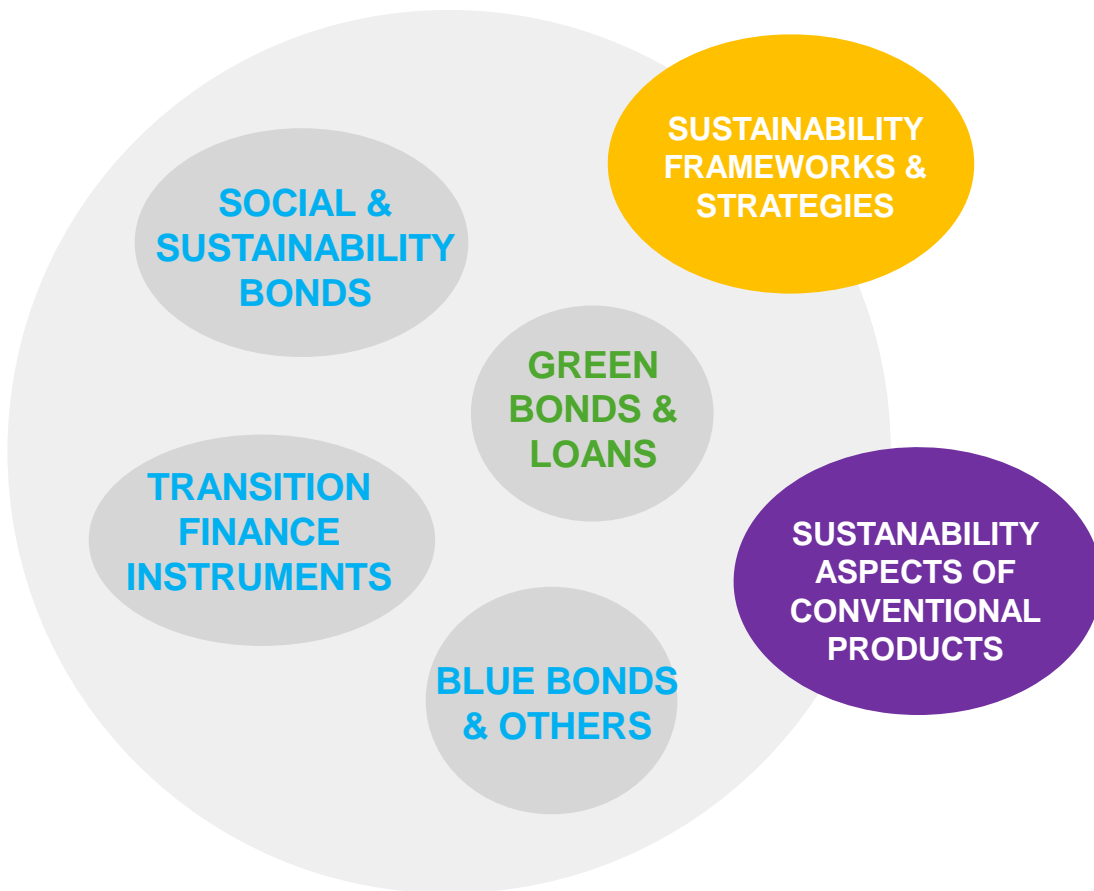 SUSTAINABILITY
FRAMEWORKS &
STRATEGIES
SOCIAL &
SUSTAINABILITY
BONDS
GREEN
BONDS &
LOANS
TRANSITION
FINANCE
INSTRUMENTS
SUSTANABILITY
ASPECTS OF
CONVENTIONAL
PRODUCTS
BLUE BONDS
& OTHERS